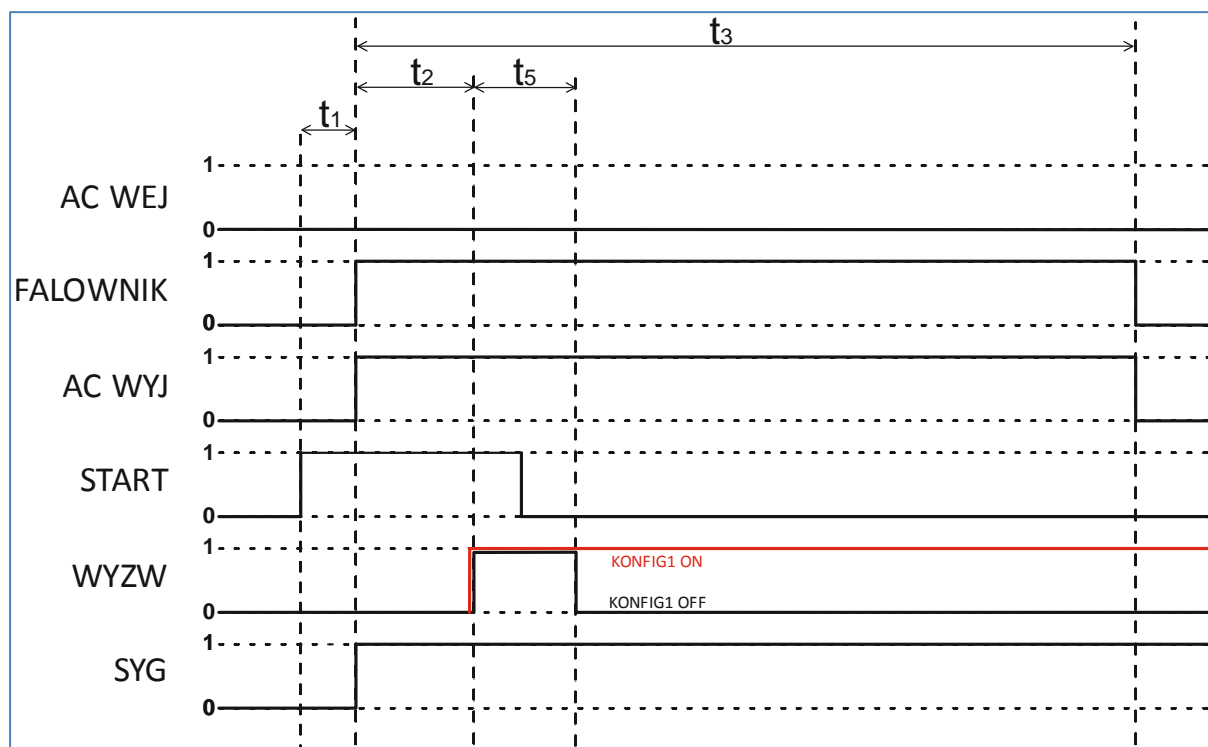 t3
t2
t5
t1
AC WEJ
1
0
FALOWNIK
1
0
AC WYJ
1
0
START
1
0
WYZW
1
0
KONFIG1 ON
KONFIG1 OFF
SYG
1
0